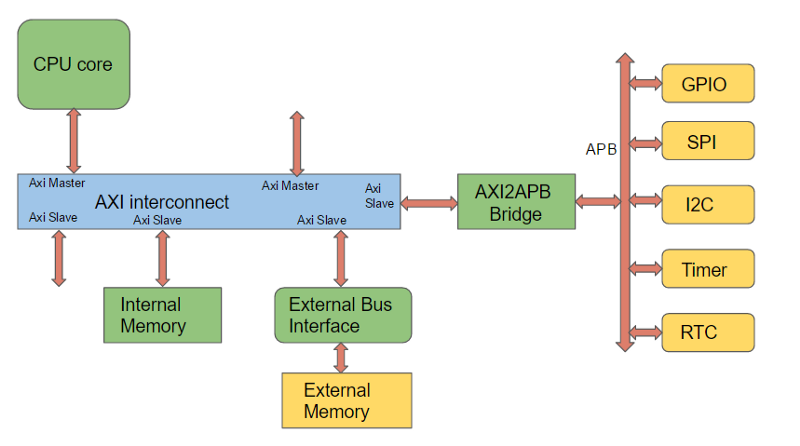 CPU core
GPIO
SPI
APB
Axi Master
Axi Master
Axi
Slave
AXI interconnect
Axi Slave
Axi Slave
Axi Slave
AXI2APB
Bridge
I2C
Timer
Internal
Memory
External Bus
Interface
RTC
External
Memory